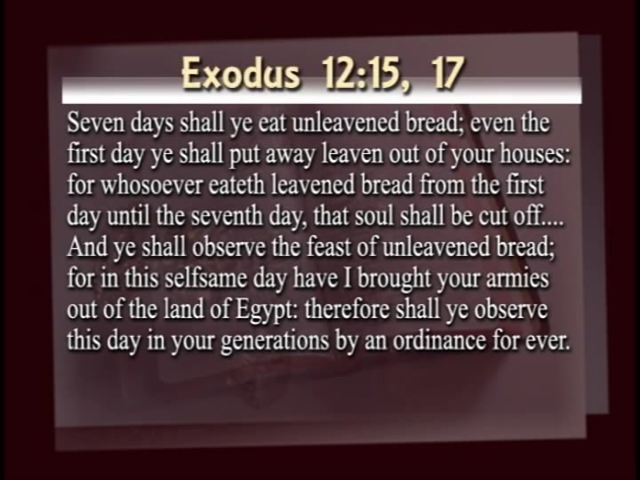 Exodus 12:15, 17
Seven days shall ye eat unleavened bread; even the
first day ye shall put away leaven out of your houses:
for whosoever eateth leavened bread from the first
day until the seventh day, that soul shall be cut off....
And ye shall observe the feast of unleavened bread;
for in this selfsame day have I brought your armies
out of the land of Egypt: therefore shall ye observe
this day in your generations by an ordinance for ever.